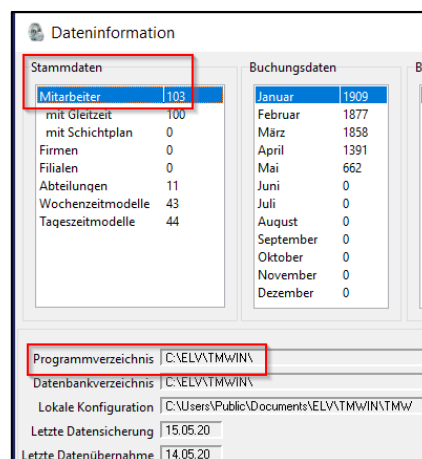 Dateninformation
Stammdaten
Mitarbeiter 103
mit Gleitzeit 100
mit Schichtplan 0
Firmen 0
Filialen 0
Abteilungen 11
Wochenzeitmodelle 43
Tageszeitmodelle 44
Buchungsdaten
Januar 1909
Februar 1877
März 1858
April 1391
Mai 662
Juni 0
Juli 0
August 0
September 0
Oktober 0
November 0
Dezember 0
B
Programmverzeichnis C:\ELV\TMWIN\
Datenbankverzeichnis C:\ELV\TMWIN\
Lokale Konfiguration C:\Users\Public\Documents\ELV\TMWIN\TMW
Letzte Datensicherung 15.05.20
Letzte Datenübernahme 14.05.20